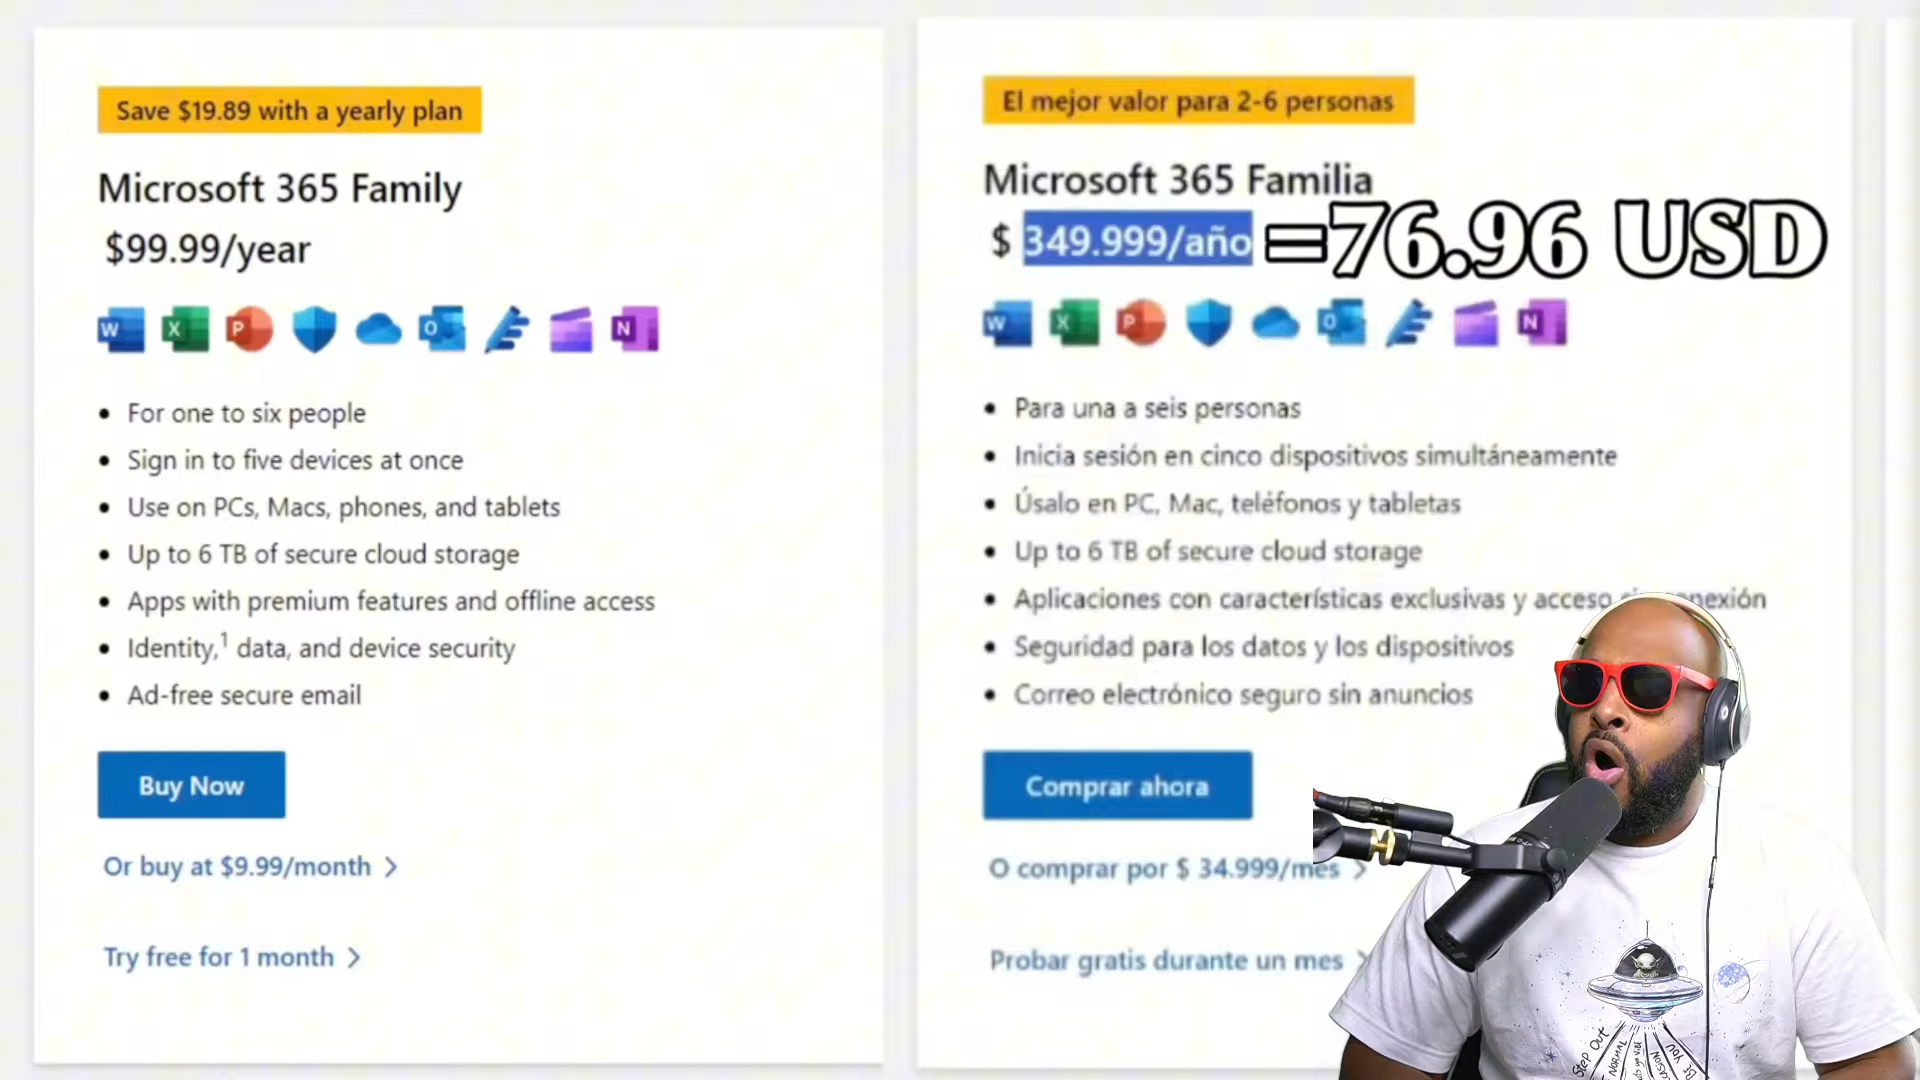 Save $19.89 with a yearly plan
Microsoft 365 Family
$99.99/year
W X P O N
For one to six people
Sign in to five devices at once
Use on PCs, Macs, phones, and tablets
Up to 6 TB of secure cloud storage
Apps with premium features and offline access
Identity,1 data, and device security
Ad-free secure email
Buy Now
Or buy at $9.99/month
Try free for 1 month
El mejor valor para 2-6 personas
Microsoft 365 Familia
$ 349.999/año =76.96 USD
W X P O N
Para una a seis personas
Inicia sesión en cinco dispositivos simultáneamente
Úsalo en PC, Mac, teléfonos y tabletas
Up to 6 TB of secure cloud storage
Aplicaciones con características exclusivas y acceso
Seguridad para los datos y los dispositivos
Correo electrónico seguro sin anuncios
Comprar ahora
O comprar por $ 34.999/mes
Probar gratis durante un mes
STEP OUT
NORMAL
YOU
BE